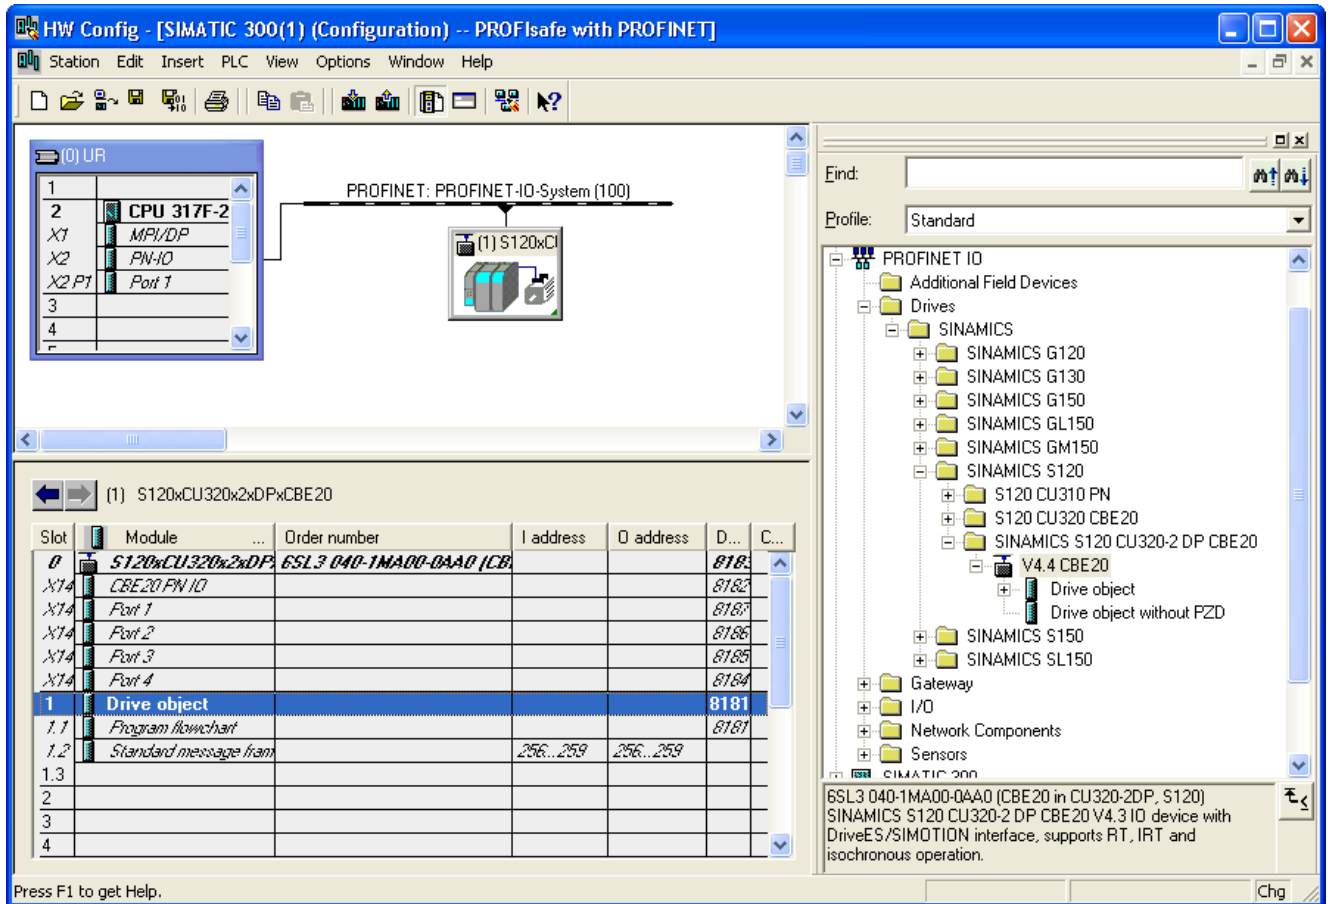 HW Config - [SIMATIC 300(1) (Configuration) -- PROFIsafe with PROFINET]
Station Edit Insert PLC View Options Window Help
(0) UR
1
2 CPU 317F-2
X1 MPI/DP
X2 PN-IO
X2 P1 Port 1
3
4
PROFINET: PROFINET-IO-System (100)
(1) S120xCU
(1) S120xCU320x2xDPxCBE20
Slot Module ... Order number I address O address D... C...
0 S120xCU320x2xDP 6SL3 040-1MA00-0AA0 (CB 8183
X14 CBE20 PN IO 8182
X14 Port 1 8187
X14 Port 2 8186
X14 Port 3 8185
X14 Port 4 8184
1 Drive object 8181
1.1 Program flowchart 8181
1.2 Standard message fram 256...259 256...259
1.3
2
3
4
Find:
Profile: Standard
PROFINET IO
Additional Field Devices
Drives
SINAMICS
SINAMICS G120
SINAMICS G130
SINAMICS G150
SINAMICS GL150
SINAMICS GM150
SINAMICS S120
S120 CU310 PN
S120 CU320 CBE20
SINAMICS S120 CU320-2 DP CBE20
V4.4 CBE20
Drive object
Drive object without PZD
SINAMICS S150
SINAMICS SL150
Gateway
I/O
Network Components
Sensors
SIMATIC 300
6SL3 040-1MA00-0AA0 (CBE20 in CU320-2DP, S120)
SINAMICS S120 CU320-2 DP CBE20 V4.3 IO device with
DriveES/SIMOTION interface, supports RT, IRT and
isochronous operation.
Press F1 to get Help.
Chg